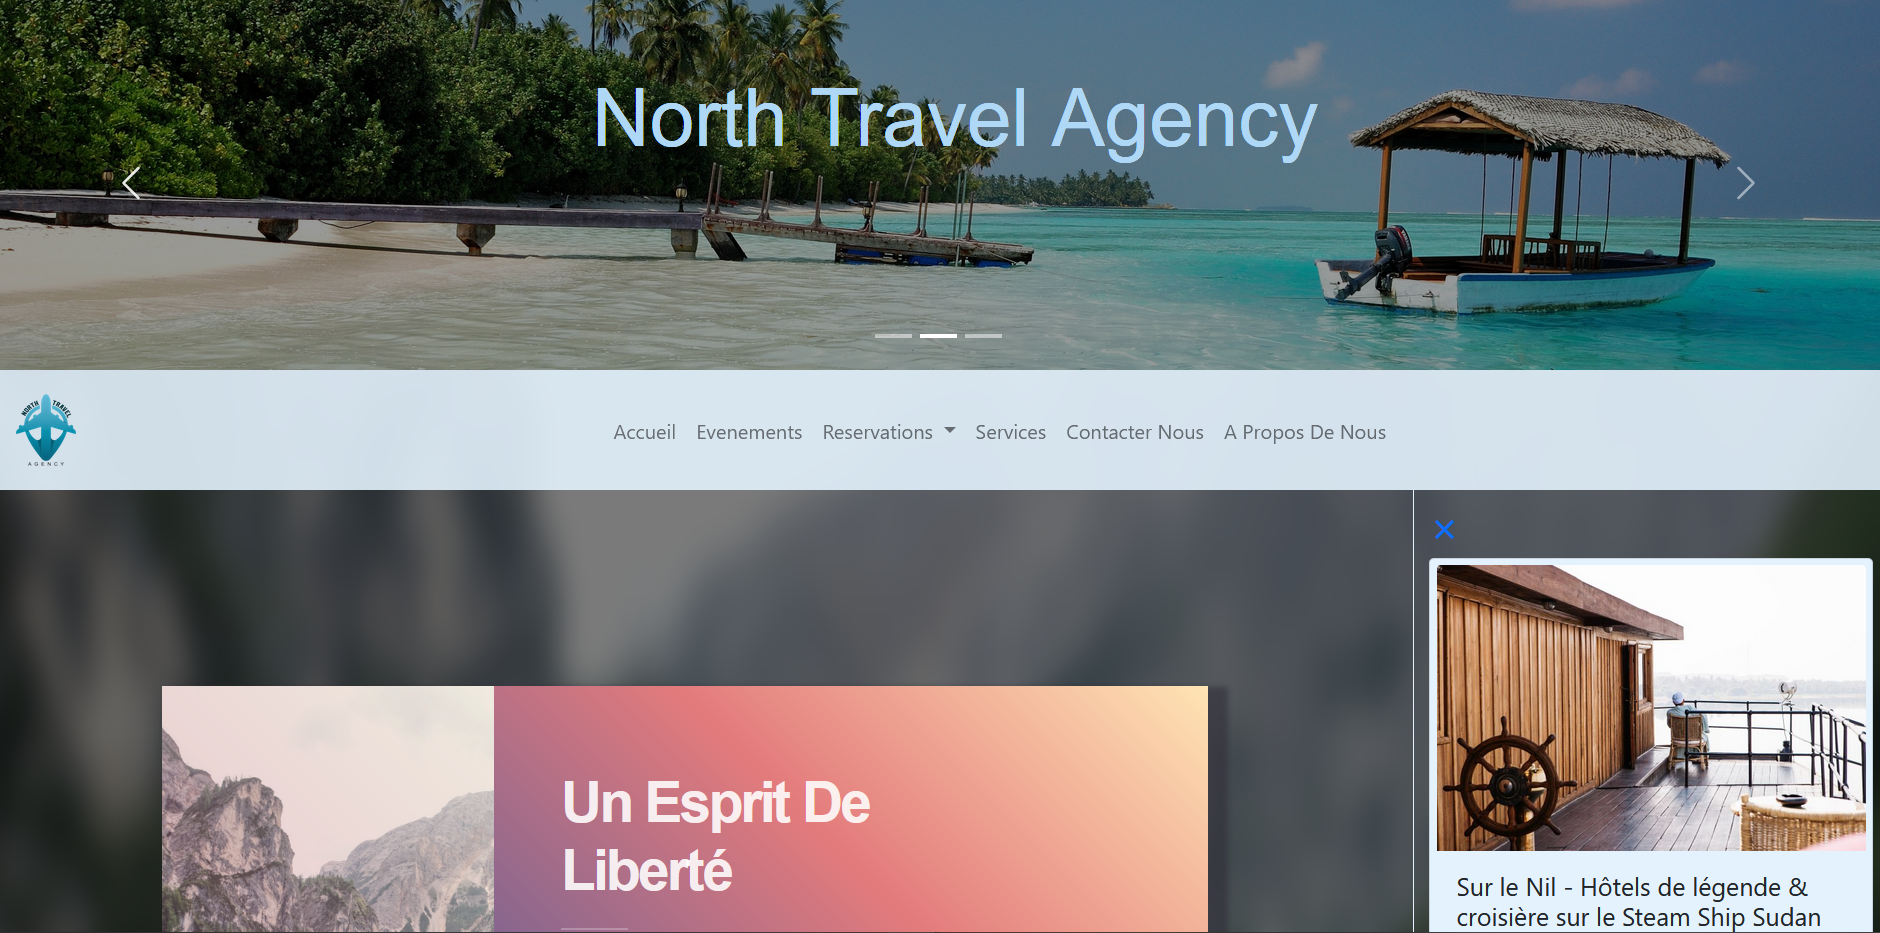 North Travel Agency
NORTH TRAVEL
AGENCY
Accueil
Evenements
Reservations
Services
Contacter Nous
A Propos De Nous
Un Esprit De
Liberté
Sur le Nil - Hôtels de légende &
croisière sur le Steam Ship Sudan